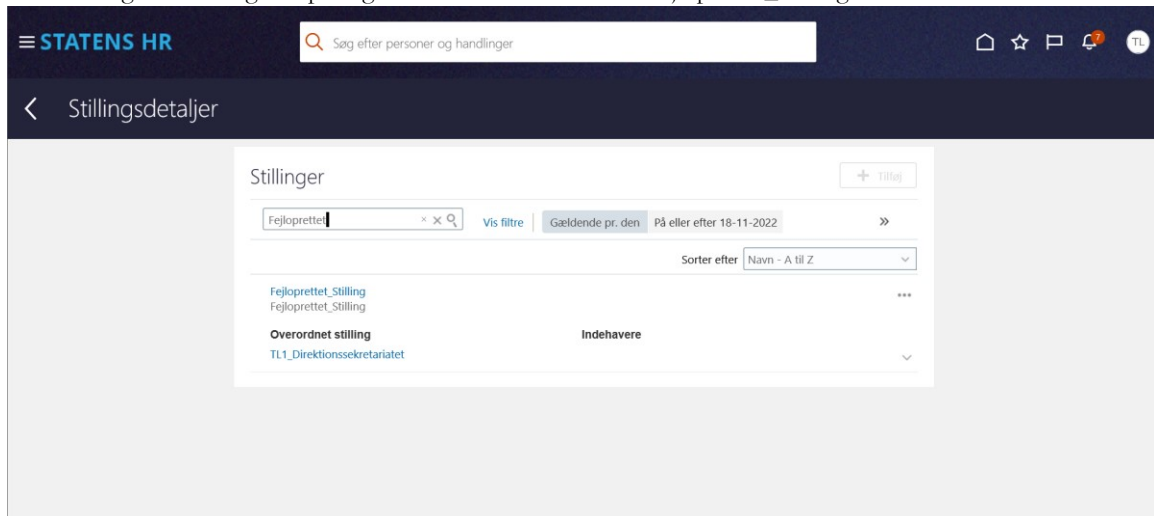 STATENS HR
Søg efter personer og handlinger
7
TL
Stillingsdetaljer
Stillinger
+ Tilføj
Fejloprettet
Vis filtre
Gældende pr. den På eller efter 18-11-2022
Sorter efter Navn - A til Z
Fejloprettet_Stilling
Fejloprettet_Stilling
Overordnet stilling Indehavere
TL1_Direktionssekretariatet